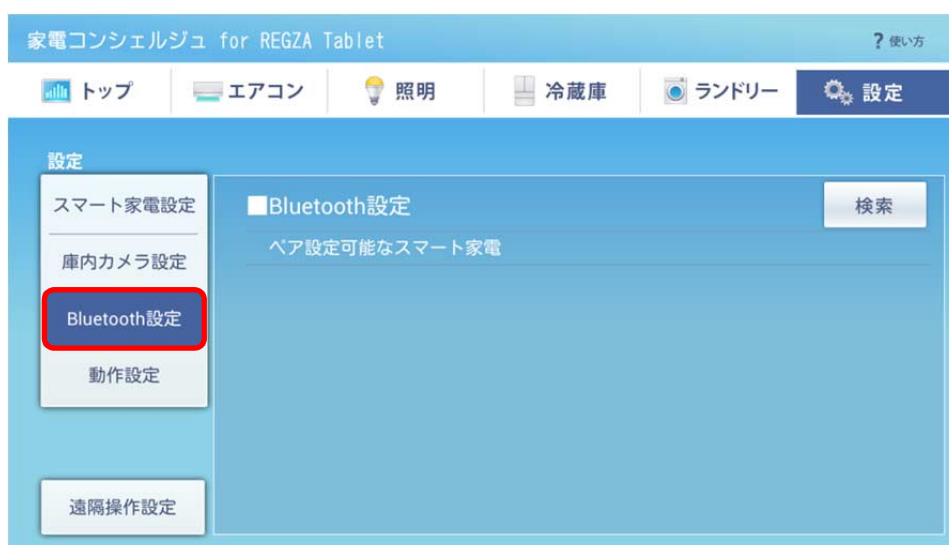 家電コンシェルジュ for REGZA Tablet
? 使い方
トップ エアコン 照明 冷蔵庫 ランドリー 設定
設定
スマート家電設定
庫内カメラ設定
Bluetooth設定
動作設定
遠隔操作設定
■Bluetooth設定
検索
ペア設定可能なスマート家電